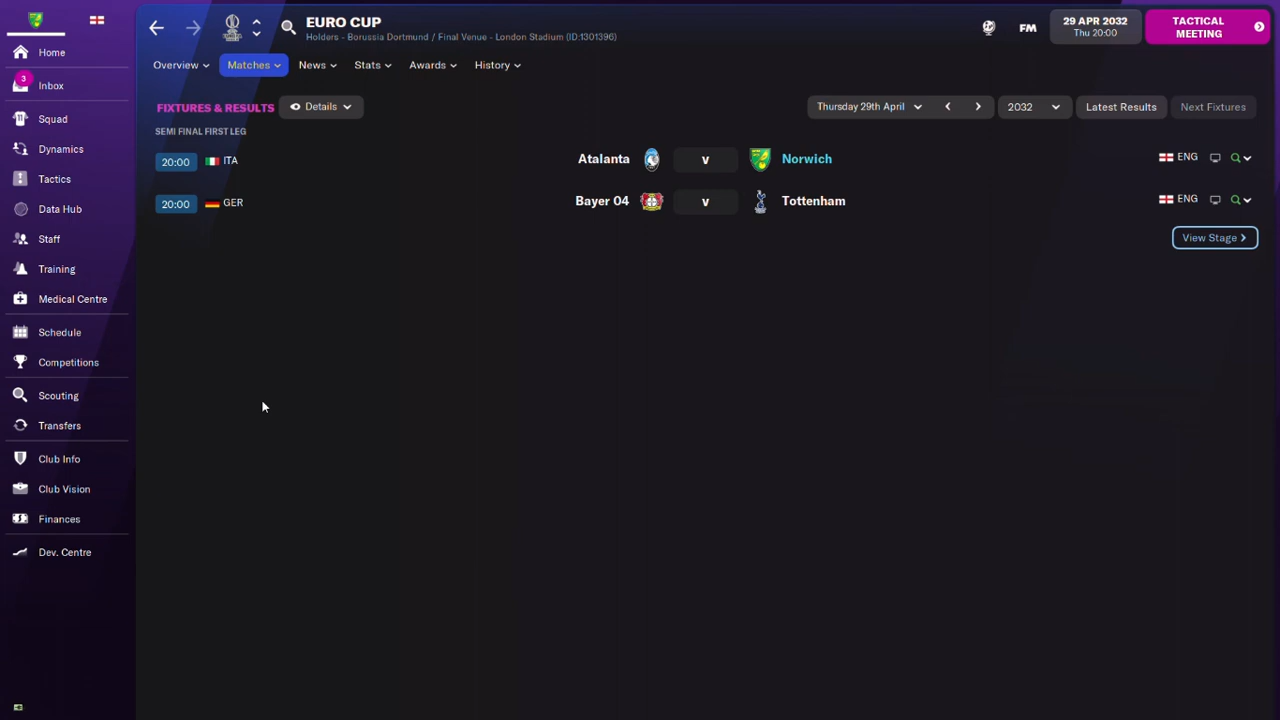 EURO CUP
Holders - Borussia Dortmund / Final Venue - London Stadium (ID:1301396)
FM
29 APR 2032
Thu 20:00
TACTICAL
MEETING
Overview
Matches
News
Stats
Awards
History
FIXTURES & RESULTS
Details
Thursday 29th April
2032
Latest Results
Next Fixtures
SEMI FINAL FIRST LEG
20:00 ITA Atalanta v Norwich ENG
20:00 GER Bayer 04 v Tottenham ENG
View Stage
Home
3
Inbox
Squad
Dynamics
Tactics
Data Hub
Staff
Training
Medical Centre
Schedule
Competitions
Scouting
Transfers
Club Info
Club Vision
Finances
Dev. Centre